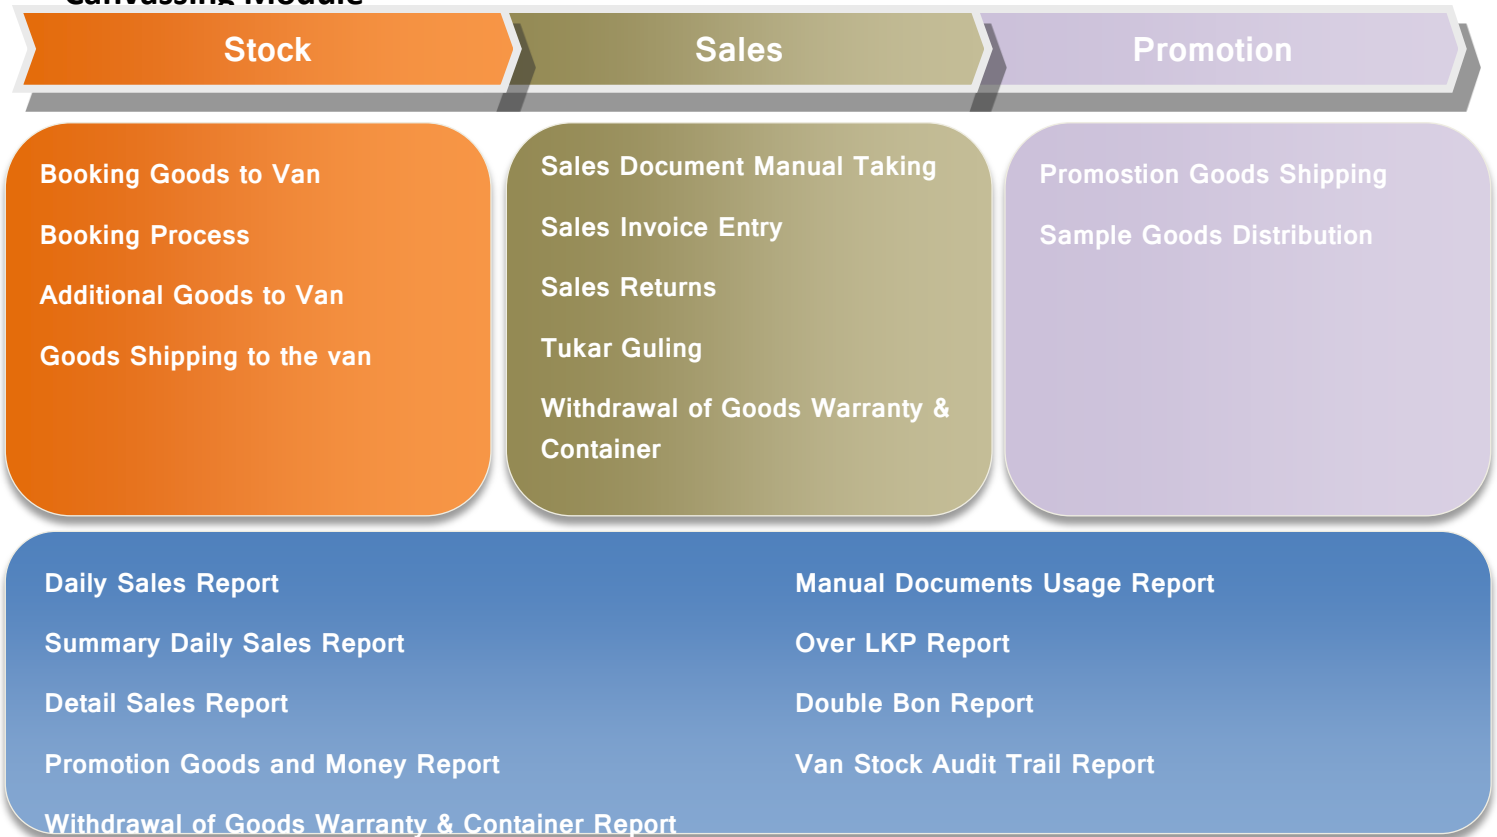 Canvassing Module
Stock
Sales
Promotion
Booking Goods to Van
Booking Process
Additional Goods to Van
Goods Shipping to the van
Sales Document Manual Taking
Sales Invoice Entry
Sales Returns
Tukar Guling
Withdrawal of Goods Warranty &
Container
Promostion Goods Shipping
Sample Goods Distribution
Daily Sales Report
Summary Daily Sales Report
Detail Sales Report
Promotion Goods and Money Report
Withdrawal of Goods Warranty & Container Report
Manual Documents Usage Report
Over LKP Report
Double Bon Report
Van Stock Audit Trail Report